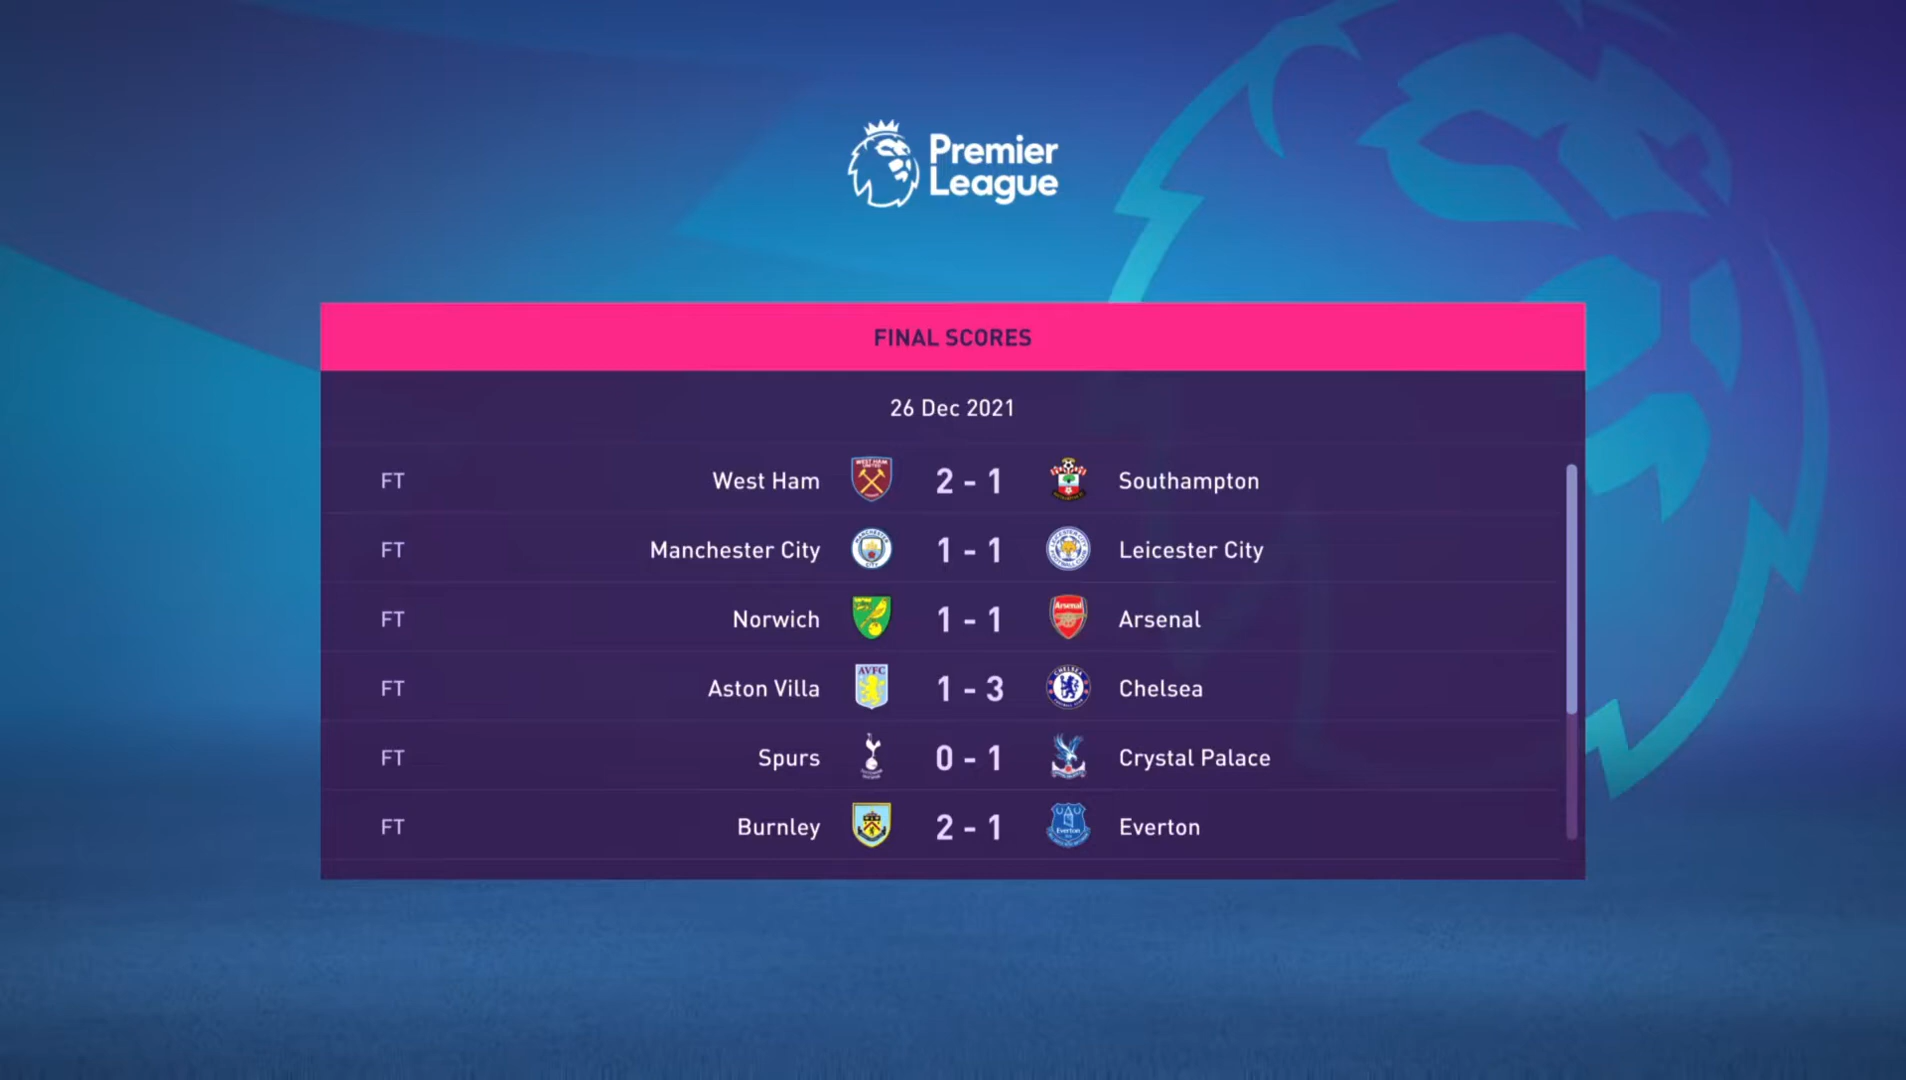 Premier
League
FINAL SCORES
26 Dec 2021
FT West Ham 2 - 1 Southampton
FT Manchester City 1 - 1 Leicester City
FT Norwich 1 - 1 Arsenal
FT Aston Villa 1 - 3 Chelsea
FT Spurs 0 - 1 Crystal Palace
FT Burnley 2 - 1 Everton